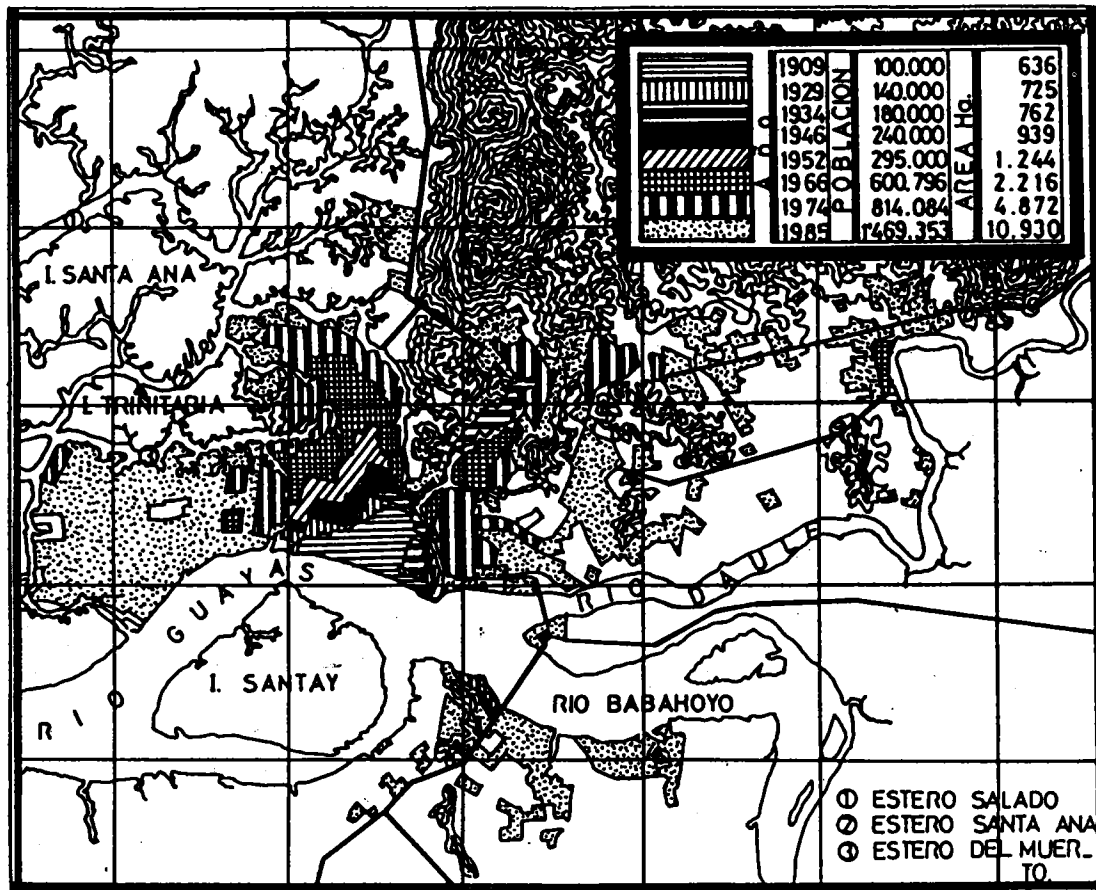 AÑO POBLACION AREA Ha.
1909 100.000 636
1929 140.000 725
1934 180.000 762
1946 240.000 939
1952 295.000 1.244
1966 600.796 2.216
1974 814.084 4.872
1985 1'469.353 10.930
I. SANTA ANA
I. TRINITARIA
RIO GUAYAS
RIO DAULE
I. SANTAY
RIO BABAHOYO
① ESTERO SALADO
② ESTERO SANTA ANA
③ ESTERO DEL MUER_
TO.